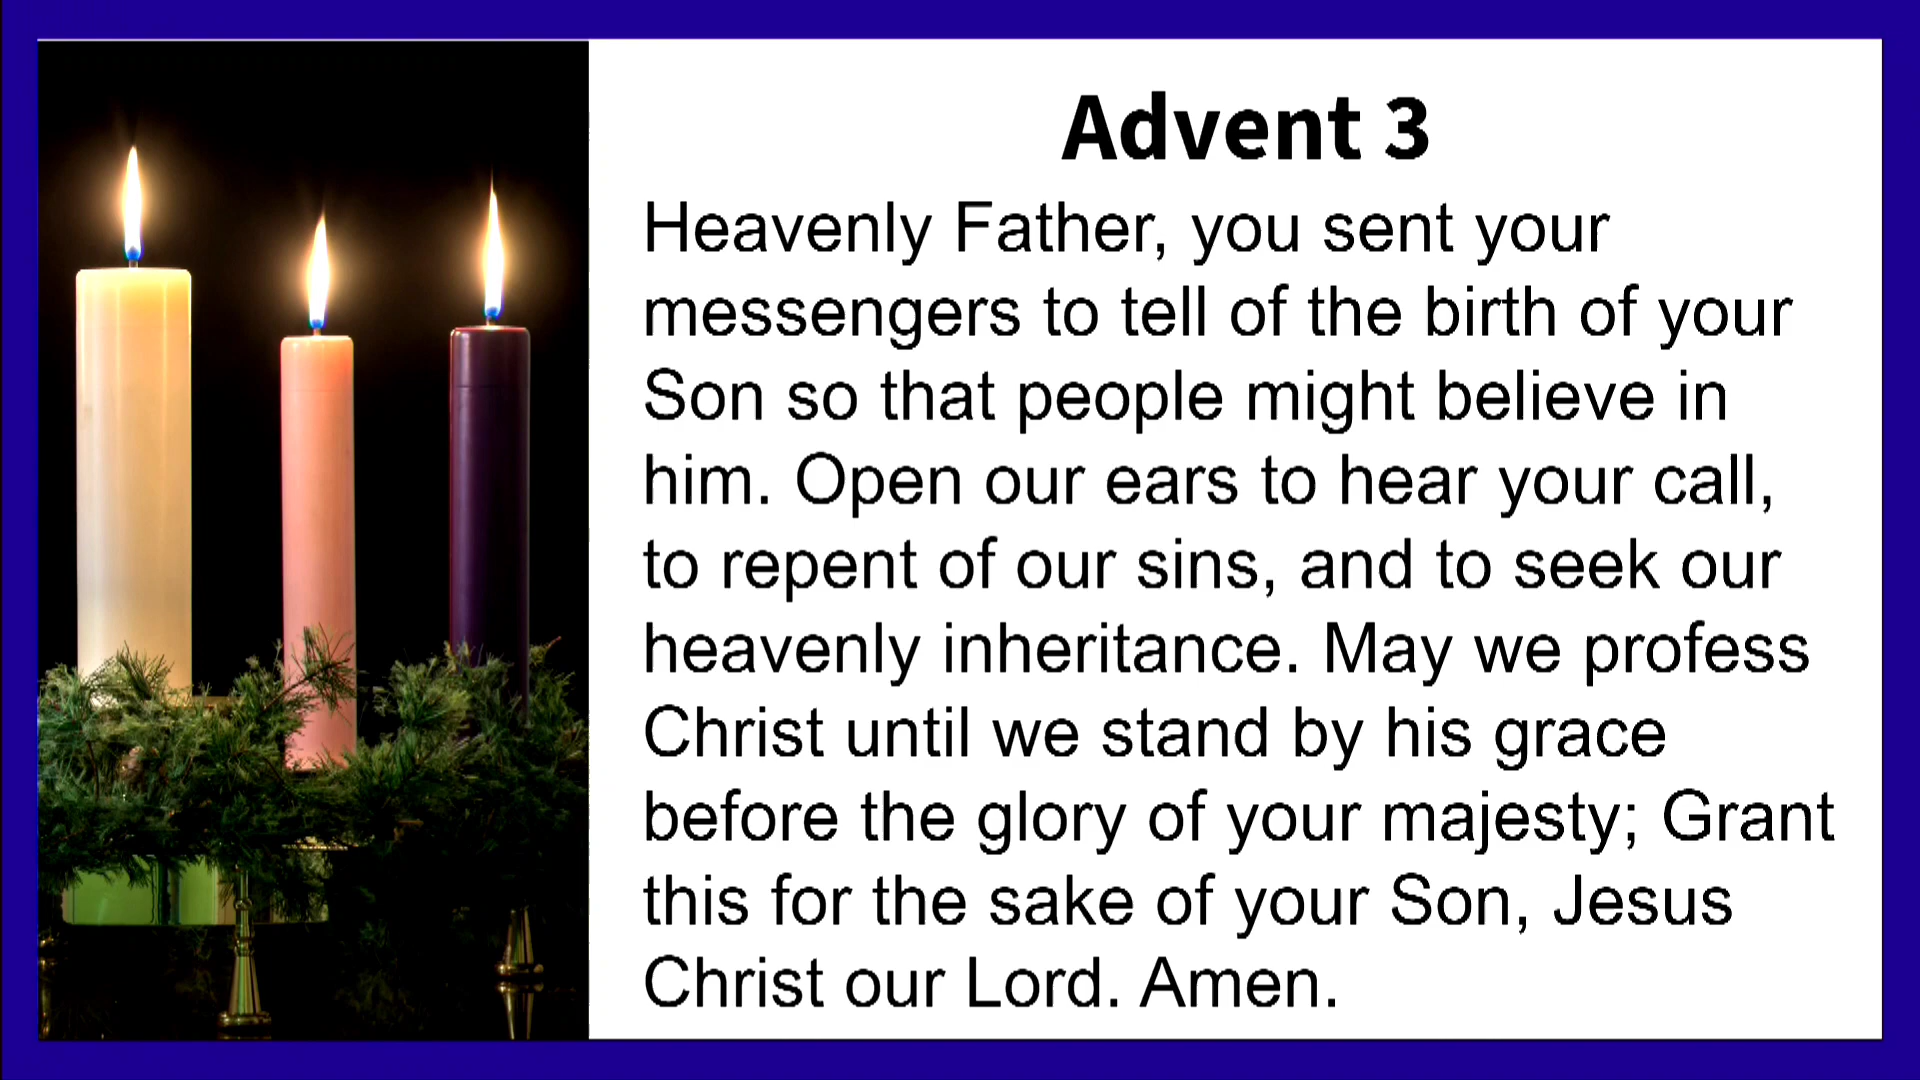 Advent 3
Heavenly Father, you sent your
messengers to tell of the birth of your
Son so that people might believe in
him. Open our ears to hear your call,
to repent of our sins, and to seek our
heavenly inheritance. May we profess
Christ until we stand by his grace
before the glory of your majesty; Grant
this for the sake of your Son, Jesus
Christ our Lord. Amen.